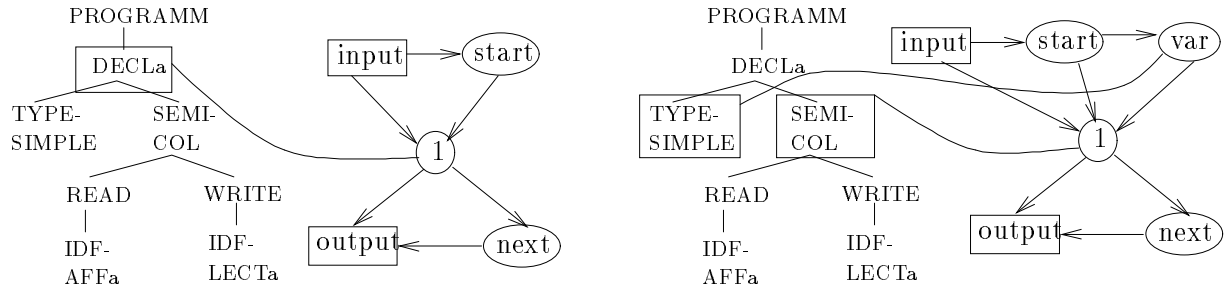 PROGRAMM
DECLa
TYPE-
SIMPLE
SEMI-
COL
READ
WRITE
IDF-
AFFa
IDF-
LECTa
input
start
1
output
next
PROGRAMM
DECLa
TYPE-
SIMPLE
SEMI-
COL
READ
WRITE
IDF-
AFFa
IDF-
LECTa
input
start
var
1
output
next